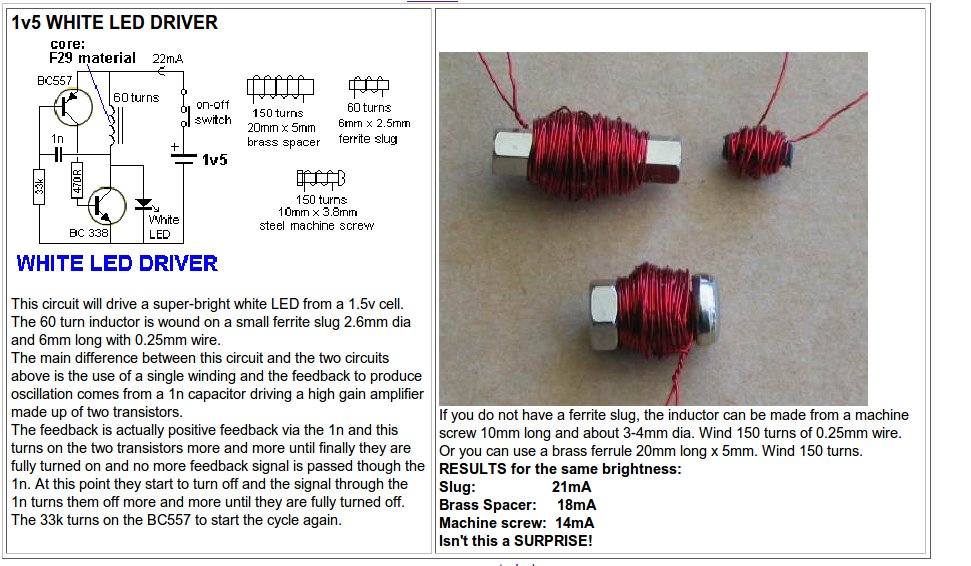 1v5 WHITE LED DRIVER
core:
F29 material
22mA
BC557
60 turns
on-off
switch
1n
+
1v5
33k
470R
BC 338
White
LED
150 turns
20mm x 5mm
brass spacer
60 turns
6mm x 2.5mm
ferrite slug
150 turns
10mm x 3.8mm
steel machine screw
WHITE LED DRIVER
This circuit will drive a super-bright white LED from a 1.5v cell.
The 60 turn inductor is wound on a small ferrite slug 2.6mm dia
and 6mm long with 0.25mm wire.
The main difference between this circuit and the two circuits
above is the use of a single winding and the feedback to produce
oscillation comes from a 1n capacitor driving a high gain amplifier
made up of two transistors.
The feedback is actually positive feedback via the 1n and this
turns on the two transistors more and more until finally they are
fully turned on and no more feedback signal is passed though the
1n. At this point they start to turn off and the signal through the
1n turns them off more and more until they are fully turned off.
The 33k turns on the BC557 to start the cycle again.
If you do not have a ferrite slug, the inductor can be made from a machine
screw 10mm long and about 3-4mm dia. Wind 150 turns of 0.25mm wire.
Or you can use a brass ferrule 20mm long x 5mm. Wind 150 turns.
RESULTS for the same brightness:
Slug: 21mA
Brass Spacer: 18mA
Machine screw: 14mA
Isn't this a SURPRISE!